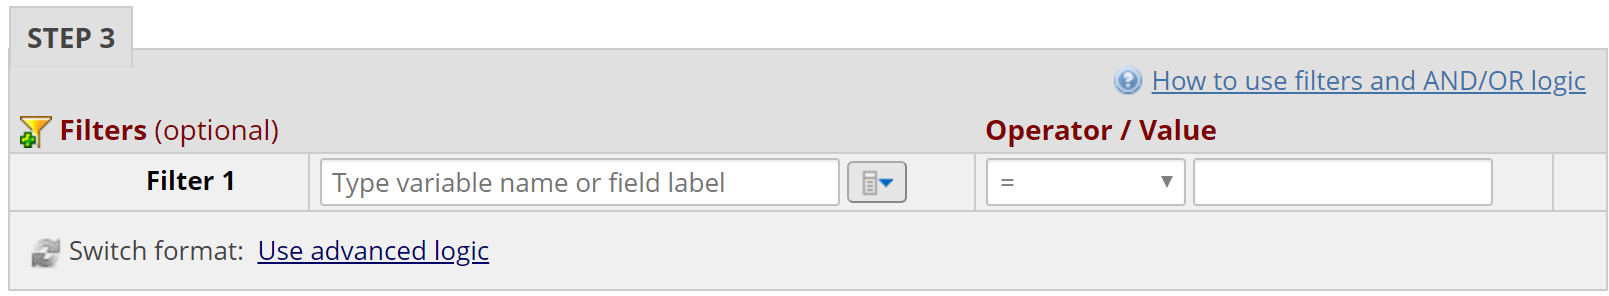 STEP 3
How to use filters and AND/OR logic
Filters (optional) Operator / Value
Filter 1 Type variable name or field label =
Switch format: Use advanced logic